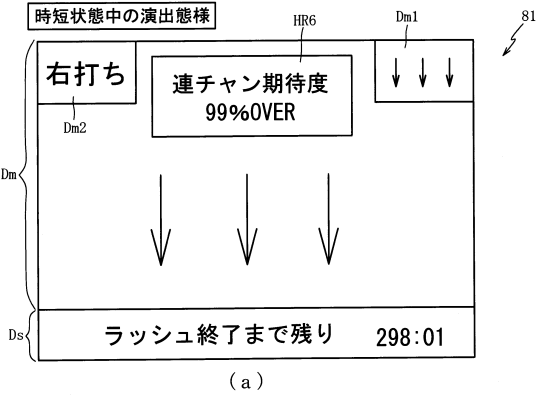 時短状態中の演出態様
HR6
Dm1
81
右打ち
連チャン期待度
99%OVER
Dm2
Dm
Ds
ラッシュ終了まで残り 298:01
(a)